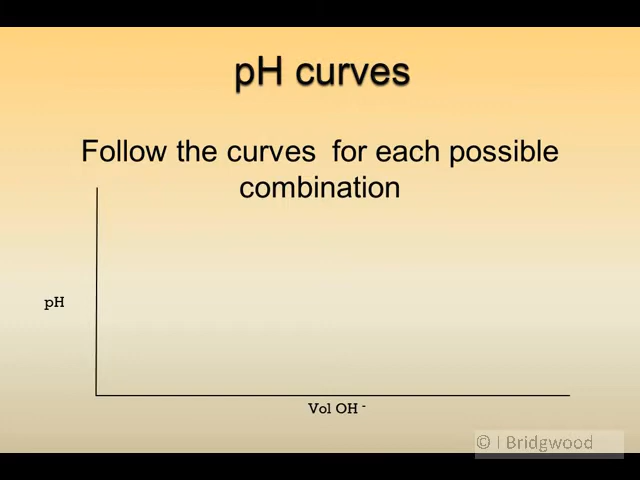 pH curves
Follow the curves  for each possible
combination
pH
Vol OH -
© I Bridgwood